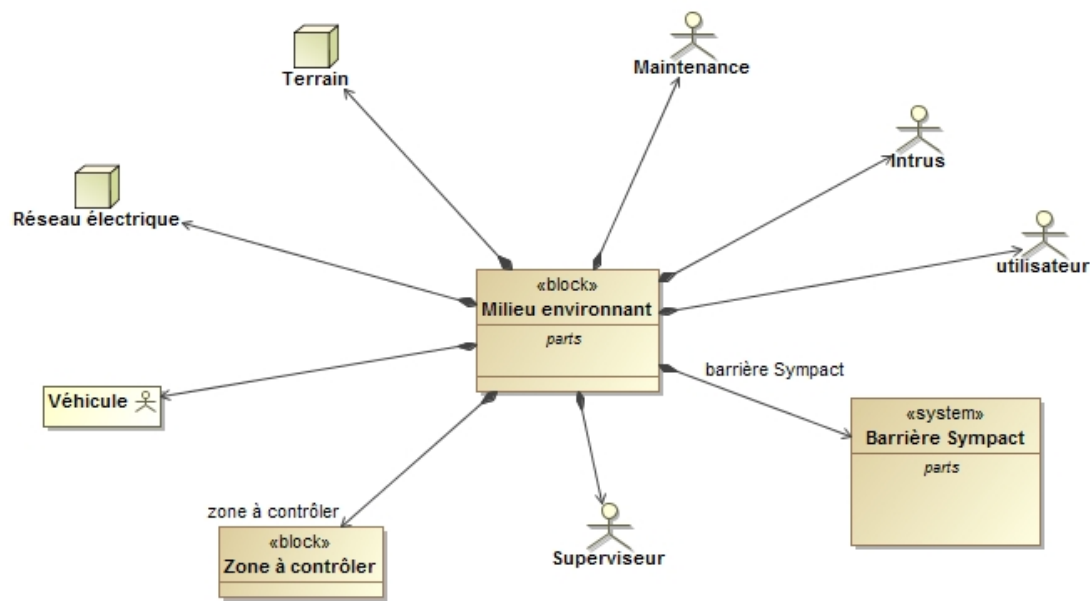 Terrain
Maintenance
Intrus
Réseau électrique
utilisateur
«block»
Milieu environnant
parts
barrière Sympact
Véhicule
«system»
Barrière Sympact
parts
zone à contrôler
«block»
Zone à contrôler
Superviseur